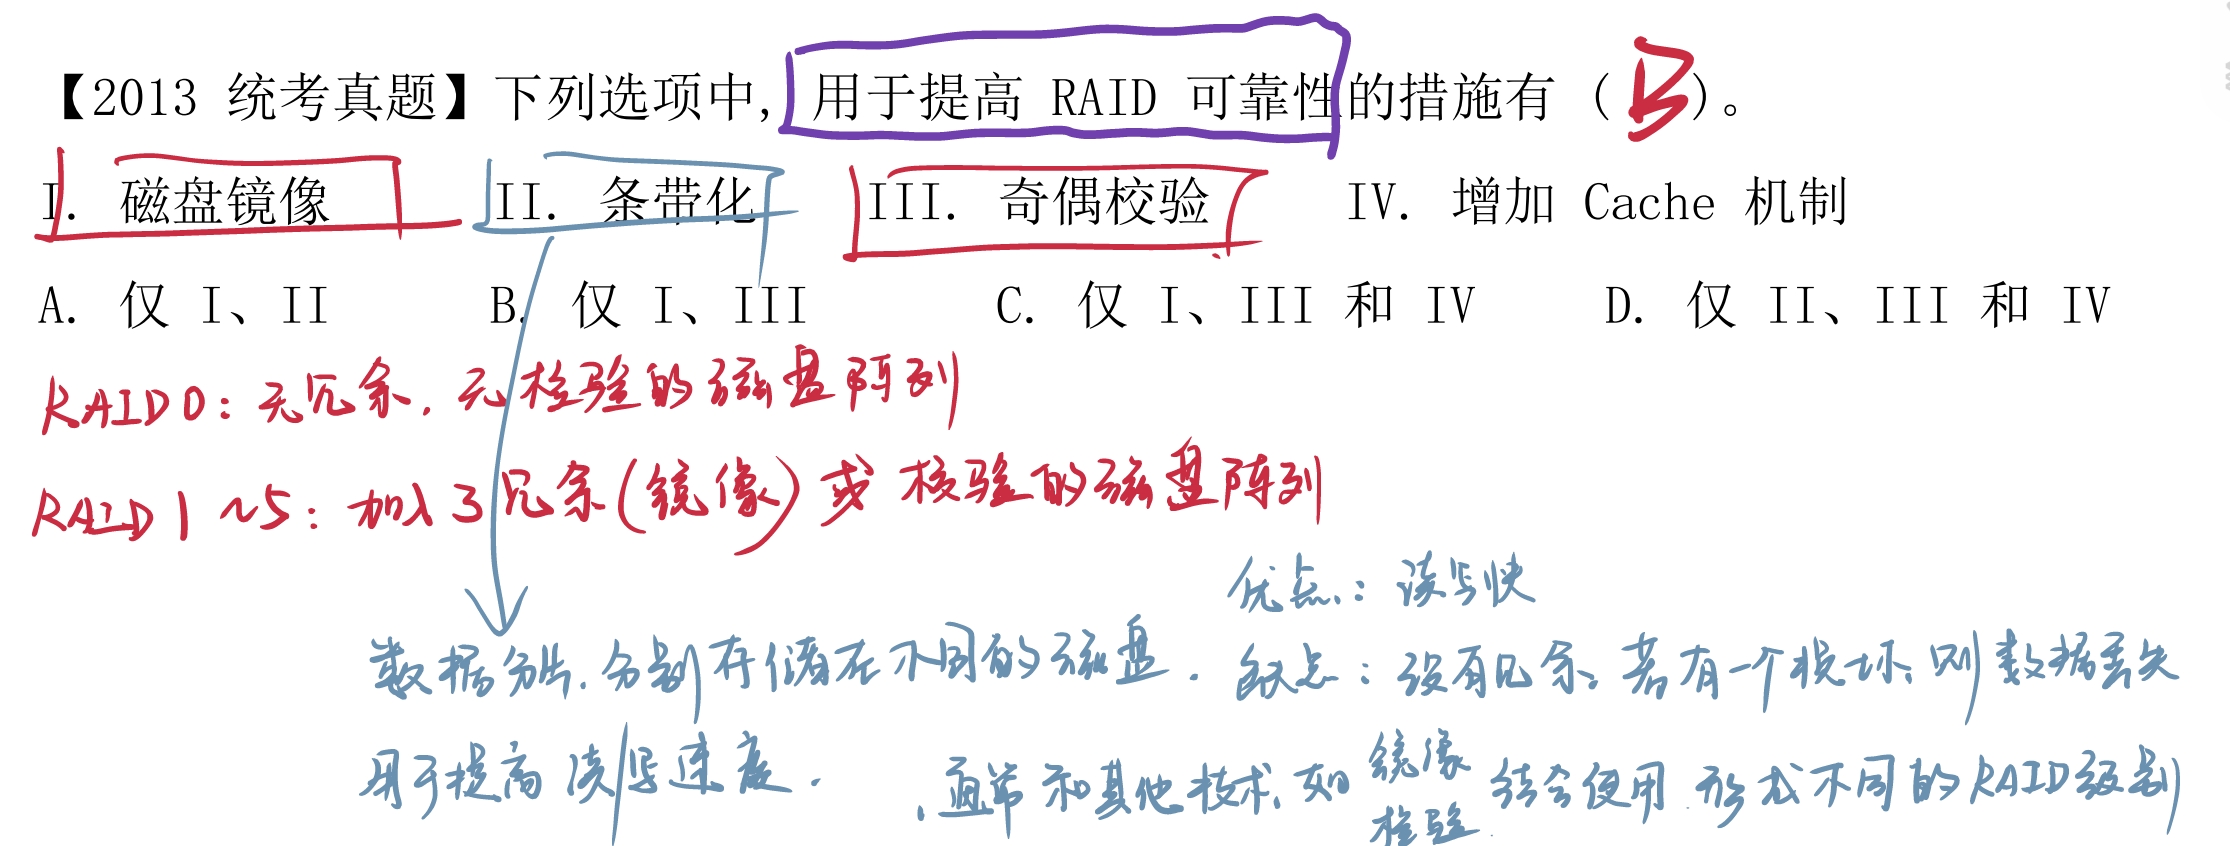 【2013 统考真题】下列选项中，用于提高 RAID 可靠性的措施有（B）。
I. 磁盘镜像 II. 条带化 III. 奇偶校验 IV. 增加 Cache 机制
A. 仅 I、II B. 仅 I、III C. 仅 I、III 和 IV D. 仅 II、III 和 IV
RAID0：无冗余，无校验的磁盘阵列
RAID1~5：加入了冗余(镜像)或校验的磁盘阵列
优点：读写快
数据分片，分别存储在不同的磁盘．缺点：没有冗余，若有一个损坏，则数据丢失
用于提高读/写速度．
通常和其他技术，如镜像 校验 结合使用．形成不同的RAID级别